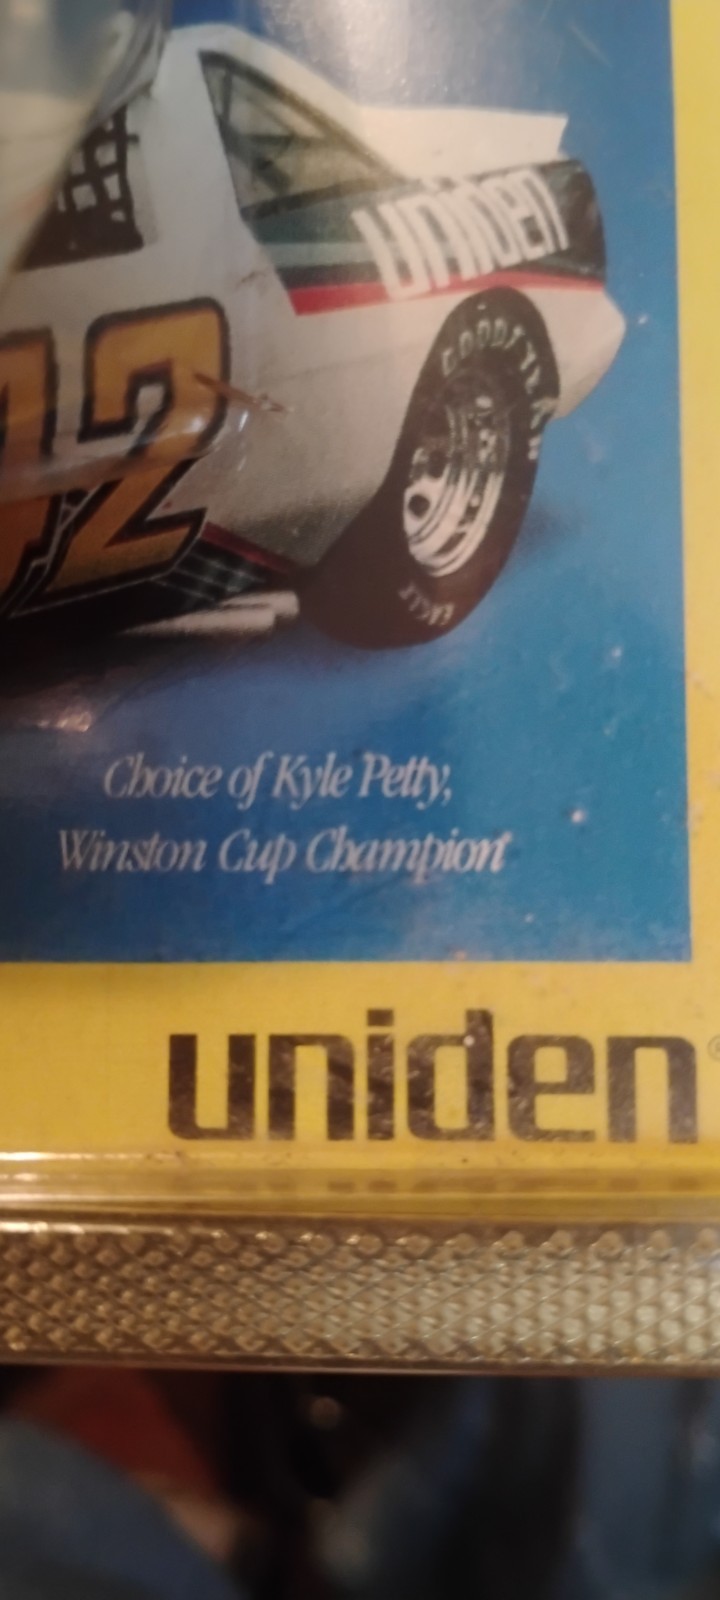 uniden
GOODYEAR
42
EAGLE
Choice of Kyle Petty,
Winston Cup Champion
uniden®